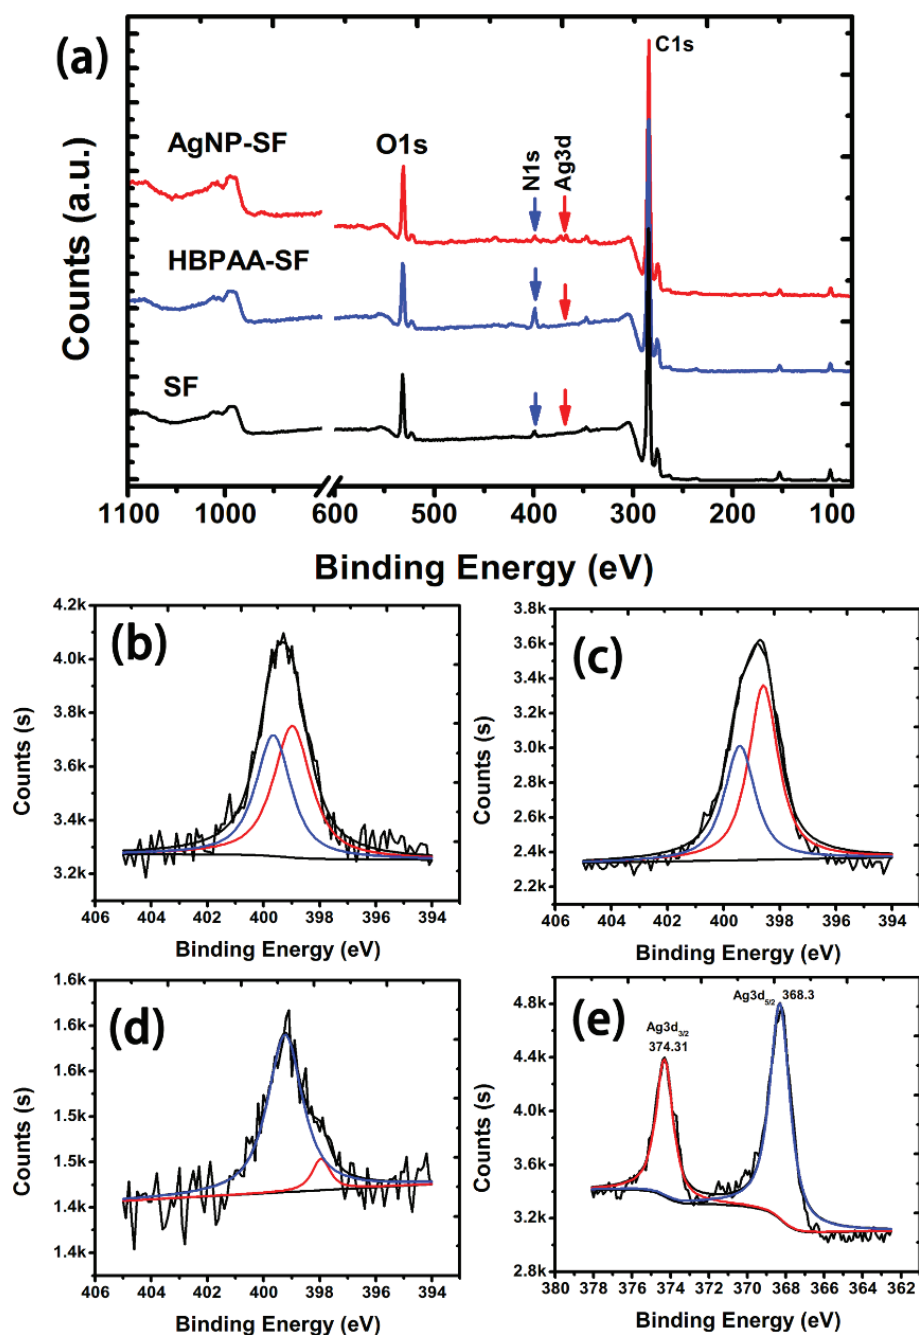 (a)
C1s
AgNP-SF
O1s
N1s
Ag3d
HBPAA-SF
SF
Counts (a.u.)
1100 1000 600 500 400 300 200 100
Binding Energy (eV)
(b)
4.2k
4.0k
3.8k
3.6k
3.4k
3.2k
Counts (s)
406 404 402 400 398 396 394
Binding Energy (eV)
(c)
3.8k
3.6k
3.4k
3.2k
3.0k
2.8k
2.6k
2.4k
2.2k
Counts (s)
406 404 402 400 398 396 394
Binding Energy (eV)
(d)
1.6k
1.6k
1.5k
1.5k
1.4k
1.4k
Counts (s)
406 404 402 400 398 396 394
Binding Energy (eV)
(e)
Ag3d5/2 368.3
Ag3d3/2
374.31
4.8k
4.4k
4.0k
3.6k
3.2k
2.8k
Counts (s)
380 378 376 374 372 370 368 366 364 362
Binding Energy (eV)